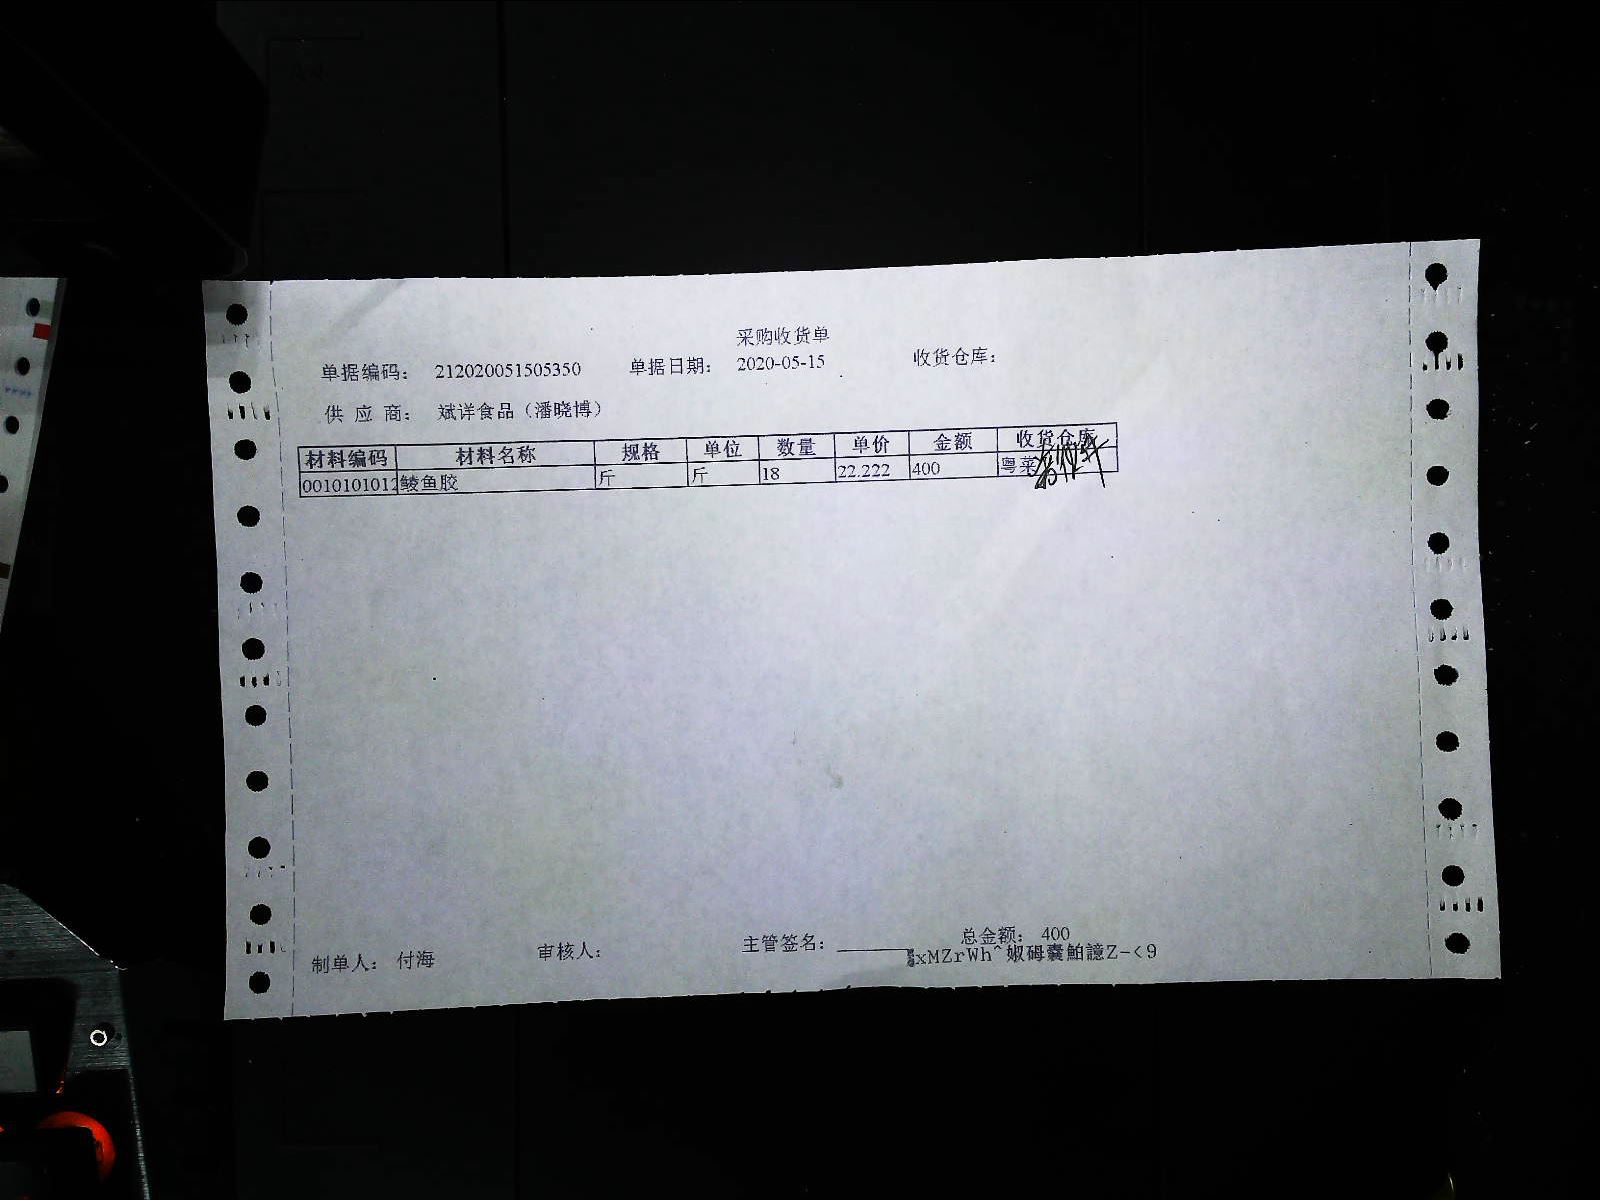 采购收货单
单据编码： 212020051505350 单据日期： 2020-05-15 收货仓库：
供 应 商： 斌详食品（潘晓博）
材料编码 材料名称 规格 单位 数量 单价 金额 收货仓库
0010101012 鲮鱼胶 斤 斤 18 22.222 400 粤菜
总金额： 400
制单人： 付海 审核人： 主管签名：
xMZrWh^ Z-<9